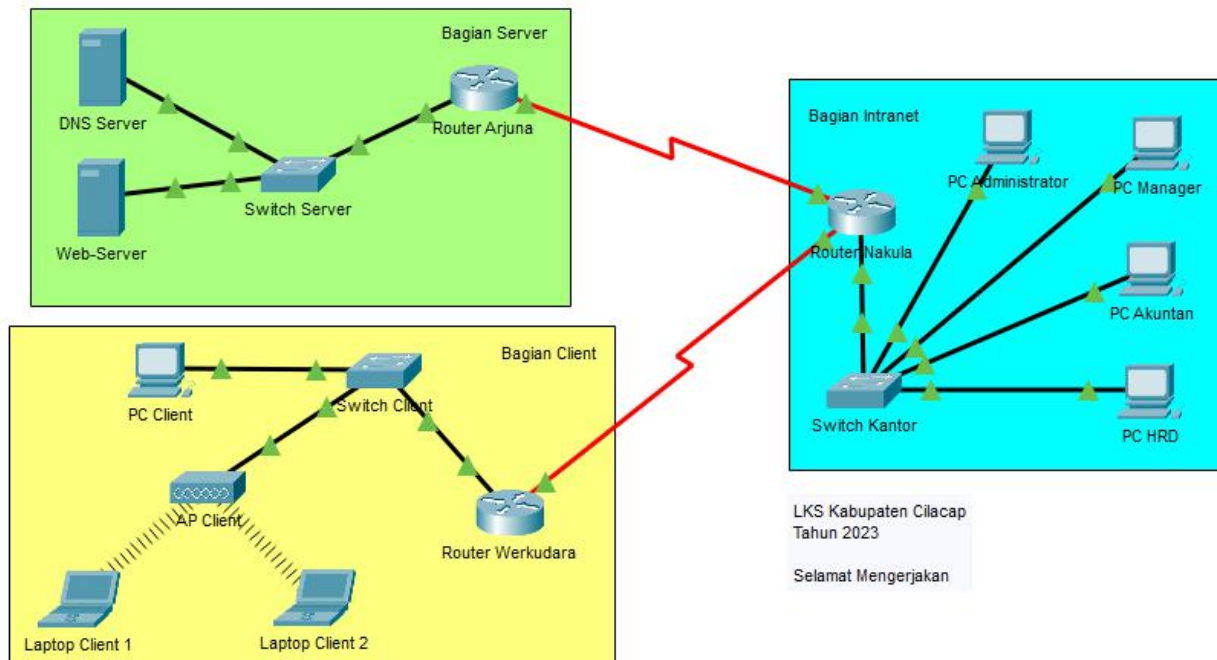 Bagian Server
DNS Server
Router Arjuna
Switch Server
Web-Server
Bagian Client
PC Client
Switch Client
AP Client
Router Werkudara
Laptop Client 1
Laptop Client 2
Bagian Intranet
PC Administrator
PC Manager
Router Nakula
PC Akuntan
Switch Kantor
PC HRD
LKS Kabupaten Cilacap
Tahun 2023
Selamat Mengerjakan